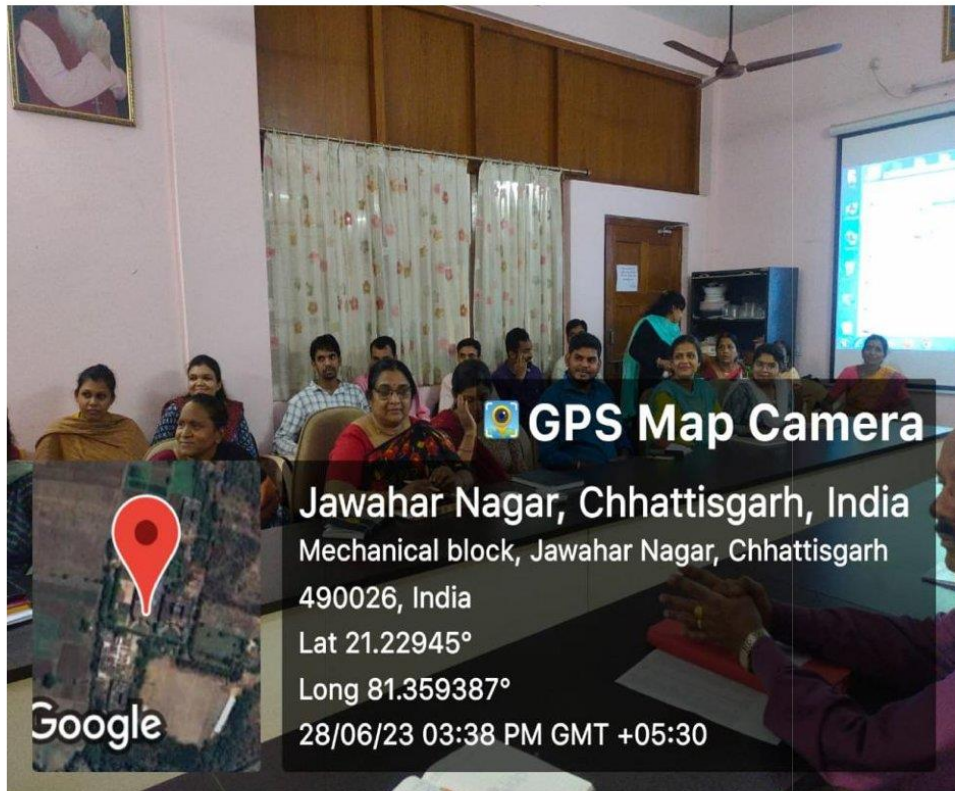 GPS Map Camera
Jawahar Nagar, Chhattisgarh, India
Mechanical block, Jawahar Nagar, Chhattisgarh
490026, India
Lat 21.22945°
Long 81.359387°
28/06/23 03:38 PM GMT +05:30
Google